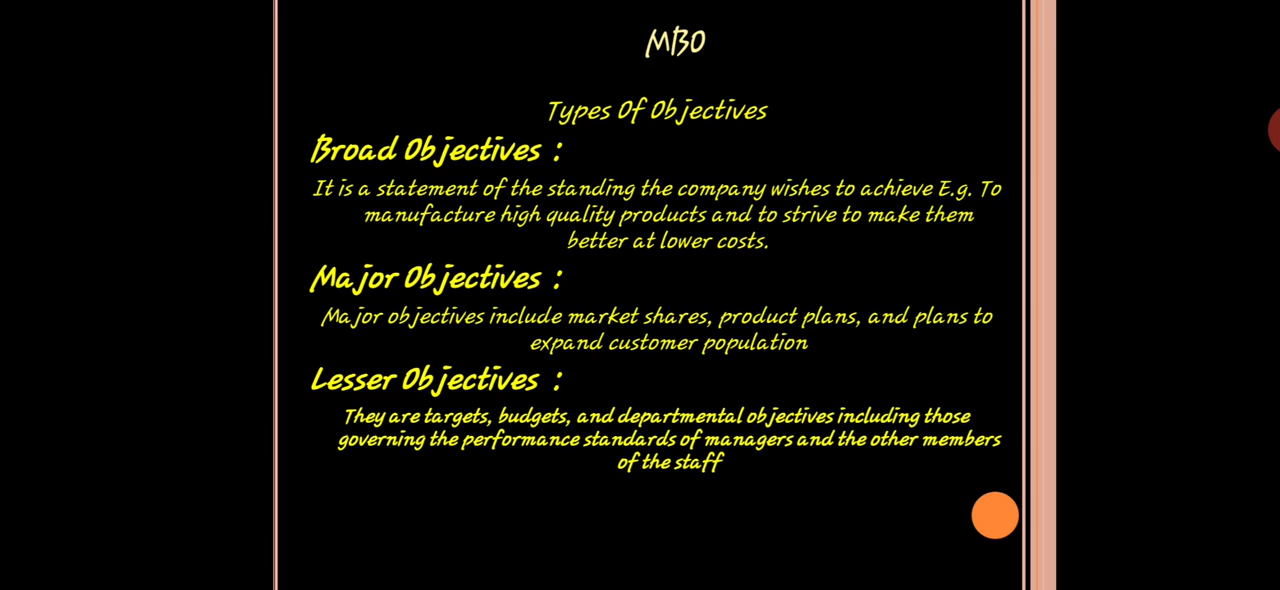 MBO
Types Of Objectives
Broad Objectives :
It is a statement of the standing the company wishes to achieve E.g. To
manufacture high quality products and to strive to make them
better at lower costs.
Major Objectives :
Major objectives include market shares, product plans, and plans to
expand customer population
Lesser Objectives :
They are targets, budgets, and departmental objectives including those
governing the performance standards of managers and the other members
of the staff